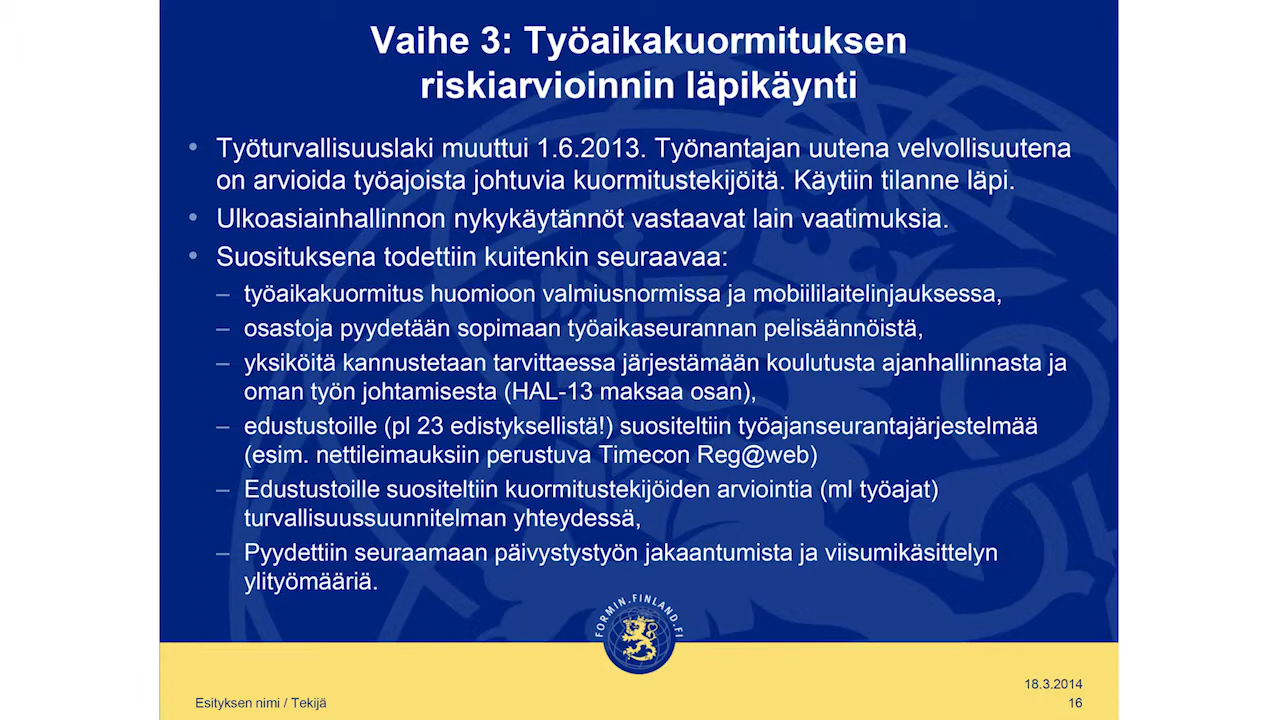 Vaihe 3: Työaikakuormituksen
riskiarvioinnin läpikäynti
• Työturvallisuuslaki muuttui 1.6.2013. Työnantajan uutena velvollisuutena
on arvioida työajoista johtuvia kuormitustekijöitä. Käytiin tilanne läpi.
• Ulkoasiainhallinnon nykykäytännöt vastaavat lain vaatimuksia.
• Suosituksena todettiin kuitenkin seuraavaa:
– työaikakuormitus huomioon valmiusnormissa ja mobiililaitelinjauksessa,
– osastoja pyydetään sopimaan työaikaseurannan pelisäännöistä,
– yksiköitä kannustetaan tarvittaessa järjestämään koulutusta ajanhallinnasta ja
oman työn johtamisesta (HAL-13 maksaa osan),
– edustustoille (pl 23 edistyksellistä!) suositeltiin työajanseurantajärjestelmää
(esim. nettileimauksiin perustuva Timecon Reg@web)
– Edustustoille suositeltiin kuormitustekijöiden arviointia (ml työajat)
turvallisuussuunnitelman yhteydessä,
– Pyydettiin seuraamaan päivystystyön jakaantumista ja viisumikäsittelyn
ylityömääriä.
FORMIN.FINLAND.FI
18.3.2014
Esityksen nimi / Tekijä
16